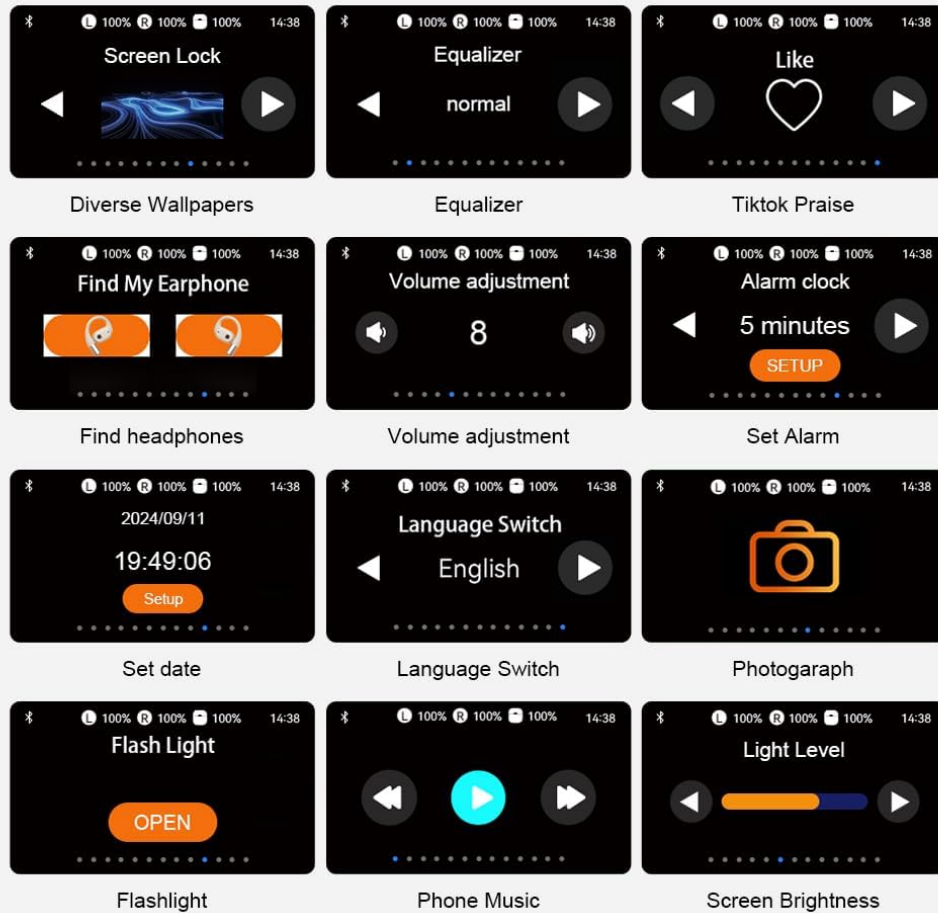 L 100% R 100% 100% 14:38
Screen Lock
Diverse Wallpapers
L 100% R 100% 100% 14:38
Equalizer
normal
Equalizer
L 100% R 100% 100% 14:38
Like
Tiktok Praise
L 100% R 100% 100% 14:38
Find My Earphone
Find headphones
L 100% R 100% 100% 14:38
Volume adjustment
8
Volume adjustment
L 100% R 100% 100% 14:38
Alarm clock
5 minutes
SETUP
Set Alarm
L 100% R 100% 100% 14:38
2024/09/11
19:49:06
Setup
Set date
L 100% R 100% 100% 14:38
Language Switch
English
Language Switch
L 100% R 100% 100% 14:38
Photogaraph
L 100% R 100% 100% 14:38
Flash Light
OPEN
Flashlight
L 100% R 100% 100% 14:38
Phone Music
L 100% R 100% 100% 14:38
Light Level
Screen Brightness